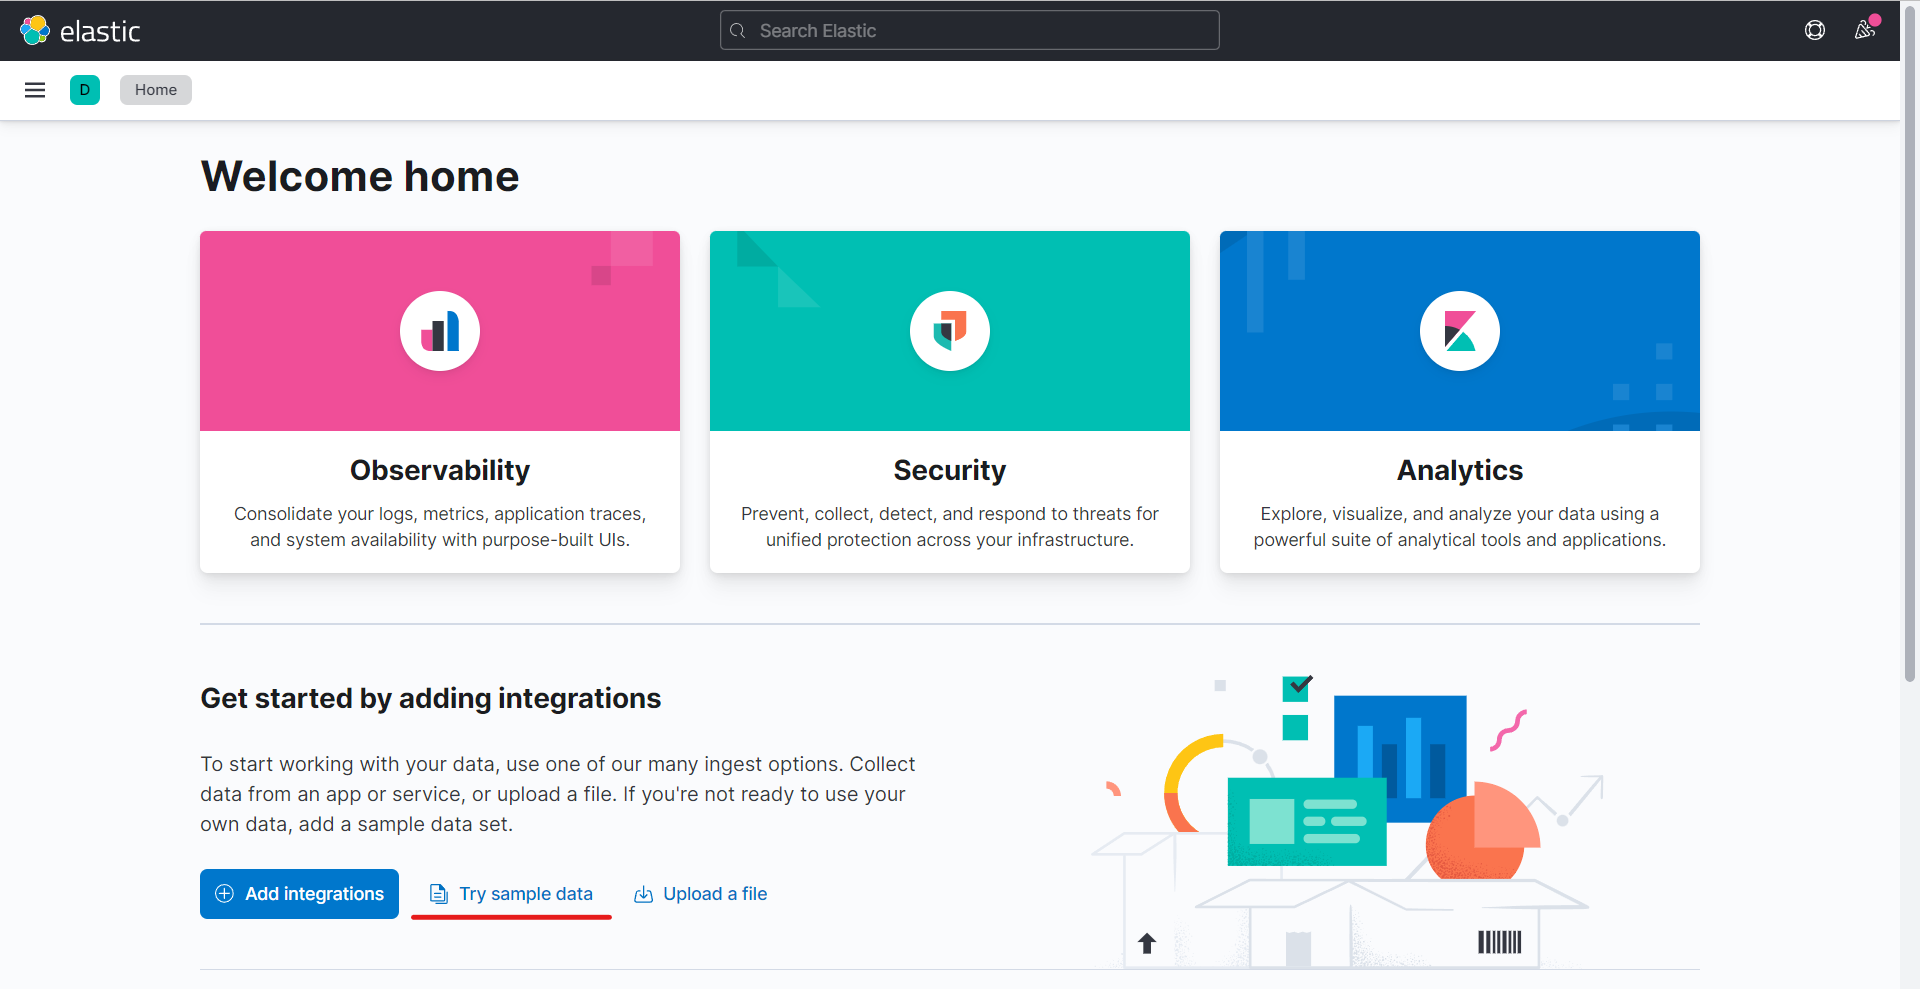 elastic
Search Elastic
D
Home
Welcome home
Observability
Consolidate your logs, metrics, application traces,
and system availability with purpose-built UIs.
Security
Prevent, collect, detect, and respond to threats for
unified protection across your infrastructure.
Analytics
Explore, visualize, and analyze your data using a
powerful suite of analytical tools and applications.
Get started by adding integrations
To start working with your data, use one of our many ingest options. Collect
data from an app or service, or upload a file. If you're not ready to use your
own data, add a sample data set.
Add integrations
Try sample data
Upload a file